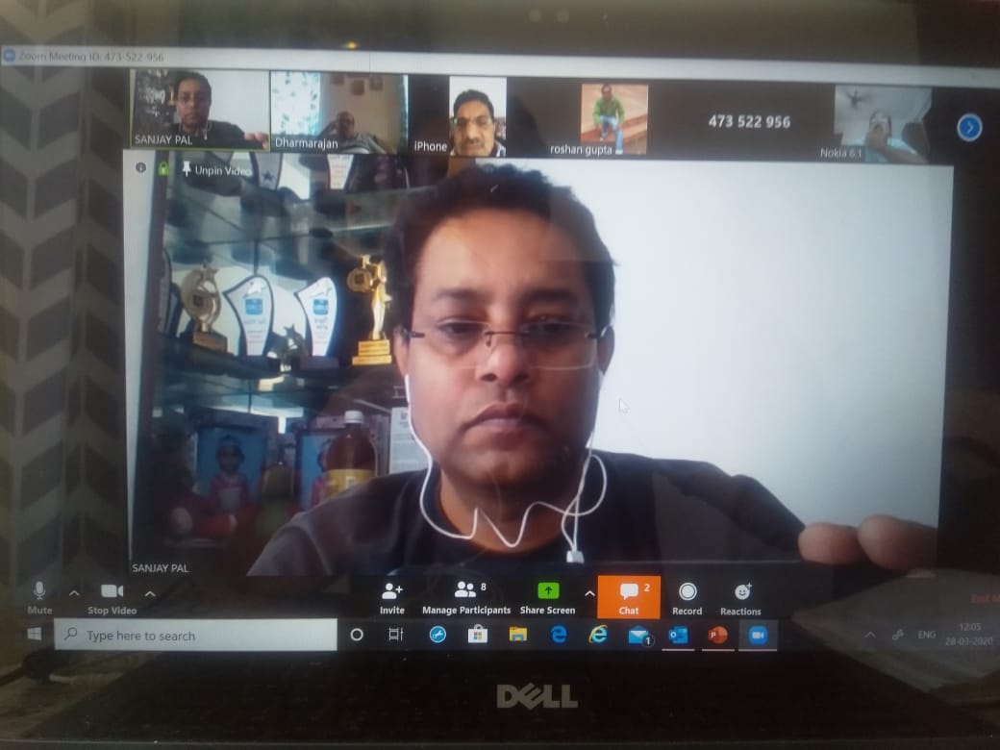 Zoom Meeting ID: 473-522-956
SANJAY PAL
Dharmarajan
iPhone
roshan gupta
473 522 956
Nokia 6.1
Unpin Video
SANJAY PAL
Mute
Stop Video
Invite
8
Manage Participants
Share Screen
2
Chat
Record
Reactions
End M
Type here to search
1
ENG
12:05
28-03-2020
DELL